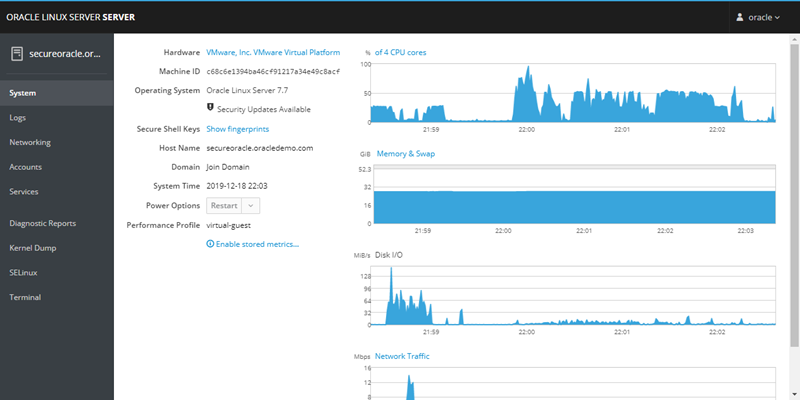 ORACLE LINUX SERVER SERVER
oracle
secureoracle.or...
System
Logs
Networking
Accounts
Services
Diagnostic Reports
Kernel Dump
SELinux
Terminal
Hardware VMware, Inc. VMware Virtual Platform
Machine ID c68c6e1394ba46cf91217a34e49c8acf
Operating System Oracle Linux Server 7.7
Security Updates Available
Secure Shell Keys Show fingerprints
Host Name secureoracle.oracledemo.com
Domain Join Domain
System Time 2019-12-18 22:03
Power Options Restart
Performance Profile virtual-guest
Enable stored metrics...
% of 4 CPU cores
100
50
0
21:59 22:00 22:01 22:02
GiB Memory & Swap
52.3
32
16
0
21:59 22:00 22:01 22:02
MiB/s Disk I/O
128
96
64
32
0
21:59 22:00 22:01 22:02
Mbps Network Traffic
16
12
8